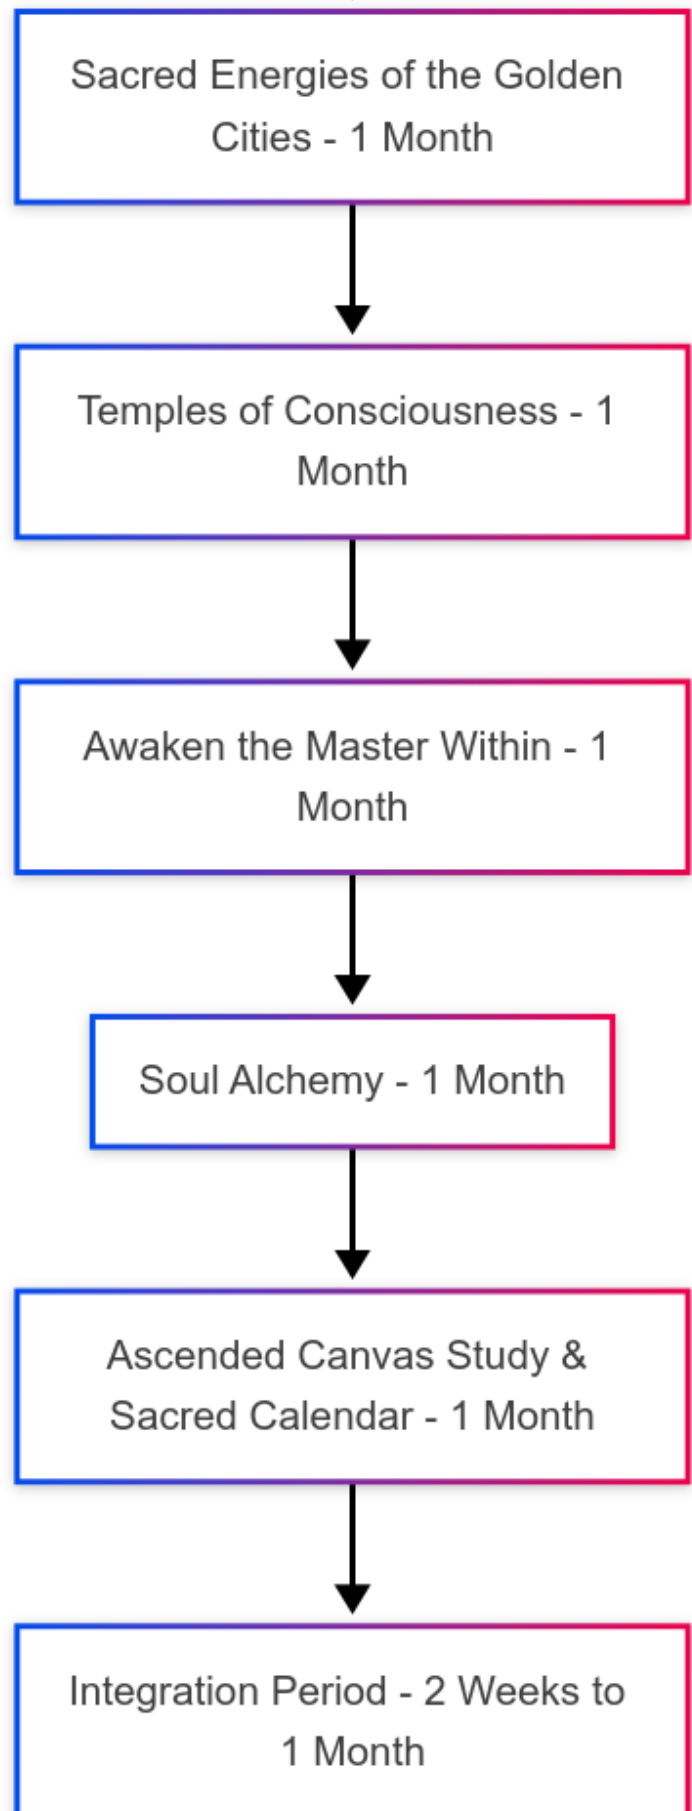 Sacred Energies of the Golden
Cities - 1 Month
Temples of Consciousness - 1
Month
Awaken the Master Within - 1
Month
Soul Alchemy - 1 Month
Ascended Canvas Study &
Sacred Calendar - 1 Month
Integration Period - 2 Weeks to
1 Month